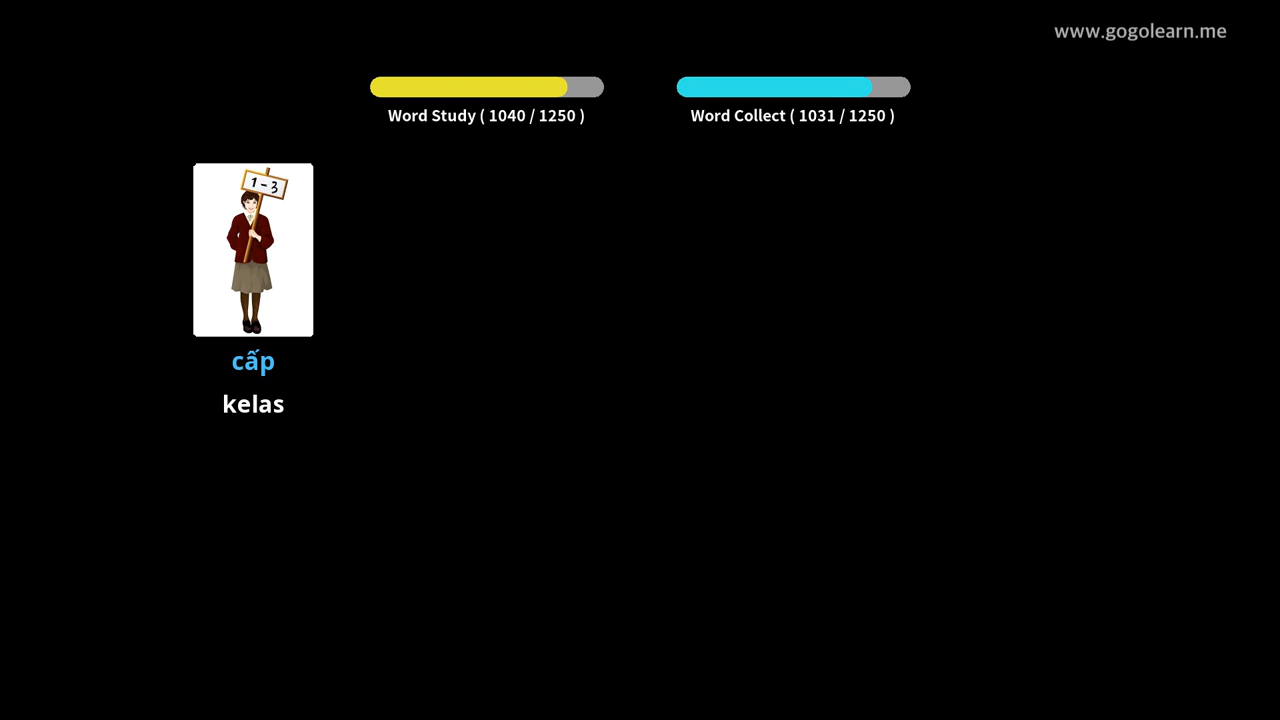 www.gogolearn.me
Word Study ( 1040 / 1250 )
Word Collect ( 1031 / 1250 )
1-3
cấp
kelas